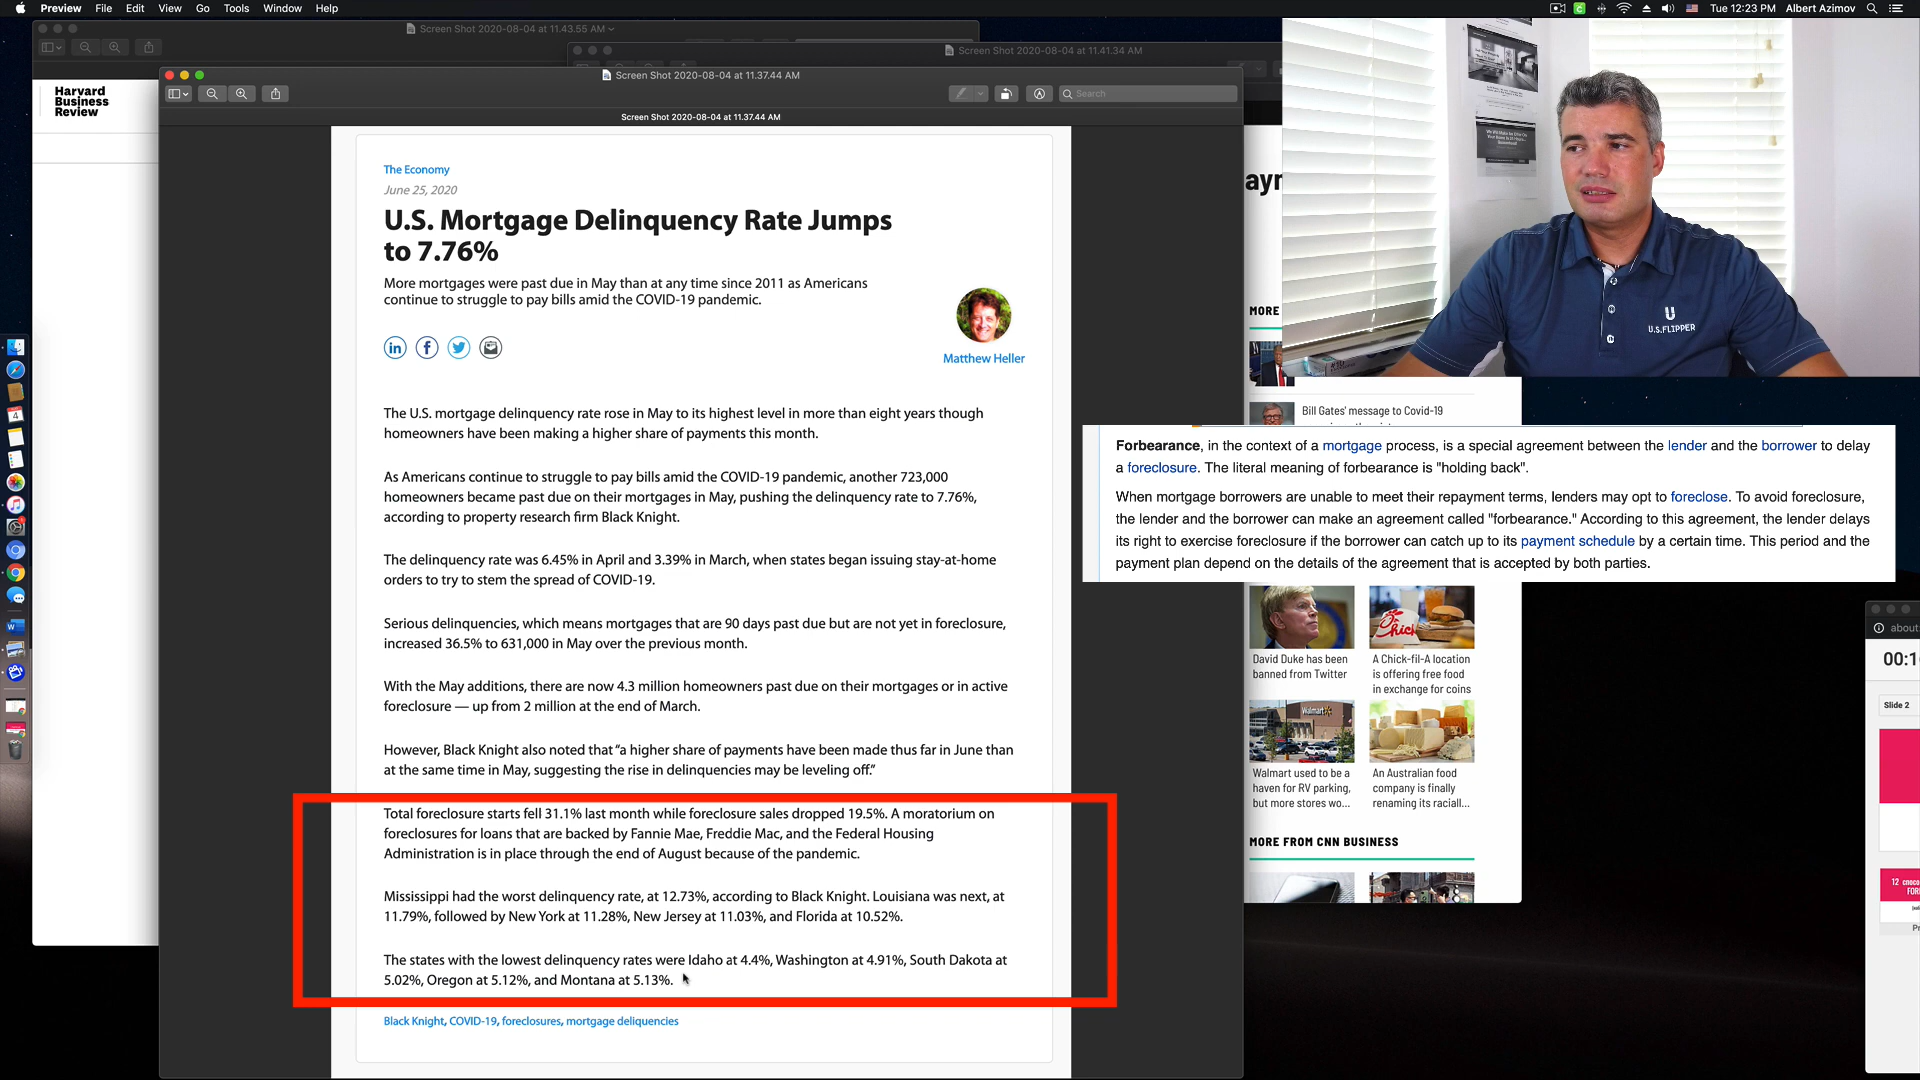 Preview File Edit View Go Tools Window Help
Tue 12:23 PM Albert Azimov
Screen Shot 2020-08-04 at 11.43.55
Screen Shot 2020-08-04 at 11.41.34 AM
Screen Shot 2020-08-04 at 11.37.44 AM
Search
Screen Shot 2020-08-04 at 11.37.44 AM
Harvard
Business
Review
The Economy
June 25, 2020
U.S. Mortgage Delinquency Rate Jumps
to 7.76%
More mortgages were past due in May than at any time since 2011 as Americans
continue to struggle to pay bills amid the COVID-19 pandemic.
Matthew Heller
The U.S. mortgage delinquency rate rose in May to its highest level in more than eight years though
homeowners have been making a higher share of payments this month.
As Americans continue to struggle to pay bills amid the COVID-19 pandemic, another 723,000
homeowners became past due on their mortgages in May, pushing the delinquency rate to 7.76%,
according to property research firm Black Knight.
The delinquency rate was 6.45% in April and 3.39% in March, when states began issuing stay-at-home
orders to try to stem the spread of COVID-19.
Serious delinquencies, which means mortgages that are 90 days past due but are not yet in foreclosure,
increased 36.5% to 631,000 in May over the previous month.
With the May additions, there are now 4.3 million homeowners past due on their mortgages or in active
foreclosure — up from 2 million at the end of March.
However, Black Knight also noted that “a higher share of payments have been made thus far in June than
at the same time in May, suggesting the rise in delinquencies may be leveling off.”
Total foreclosure starts fell 31.1% last month while foreclosure sales dropped 19.5%. A moratorium on
foreclosures for loans that are backed by Fannie Mae, Freddie Mac, and the Federal Housing
Administration is in place through the end of August because of the pandemic.
Mississippi had the worst delinquency rate, at 12.73%, according to Black Knight. Louisiana was next, at
11.79%, followed by New York at 11.28%, New Jersey at 11.03%, and Florida at 10.52%.
The states with the lowest delinquency rates were Idaho at 4.4%, Washington at 4.91%, South Dakota at
5.02%, Oregon at 5.12%, and Montana at 5.13%.
Black Knight, COVID-19, foreclosures, mortgage deliquencies
U
U.S.FLIPPER
MORE
Bill Gates' message to Covid-19
Forbearance, in the context of a mortgage process, is a special agreement between the lender and the borrower to delay
a foreclosure. The literal meaning of forbearance is "holding back".
When mortgage borrowers are unable to meet their repayment terms, lenders may opt to foreclose. To avoid foreclosure,
the lender and the borrower can make an agreement called "forbearance." According to this agreement, the lender delays
its right to exercise foreclosure if the borrower can catch up to its payment schedule by a certain time. This period and the
payment plan depend on the details of the agreement that is accepted by both parties.
David Duke has been
banned from Twitter
A Chick-fil-A location
is offering free food
in exchange for coins
Walmart
Walmart used to be a
haven for RV parking,
but more stores wo...
An Australian food
company is finally
renaming its raciall...
MORE FROM CNN BUSINESS
about:
00:1
Slide 2